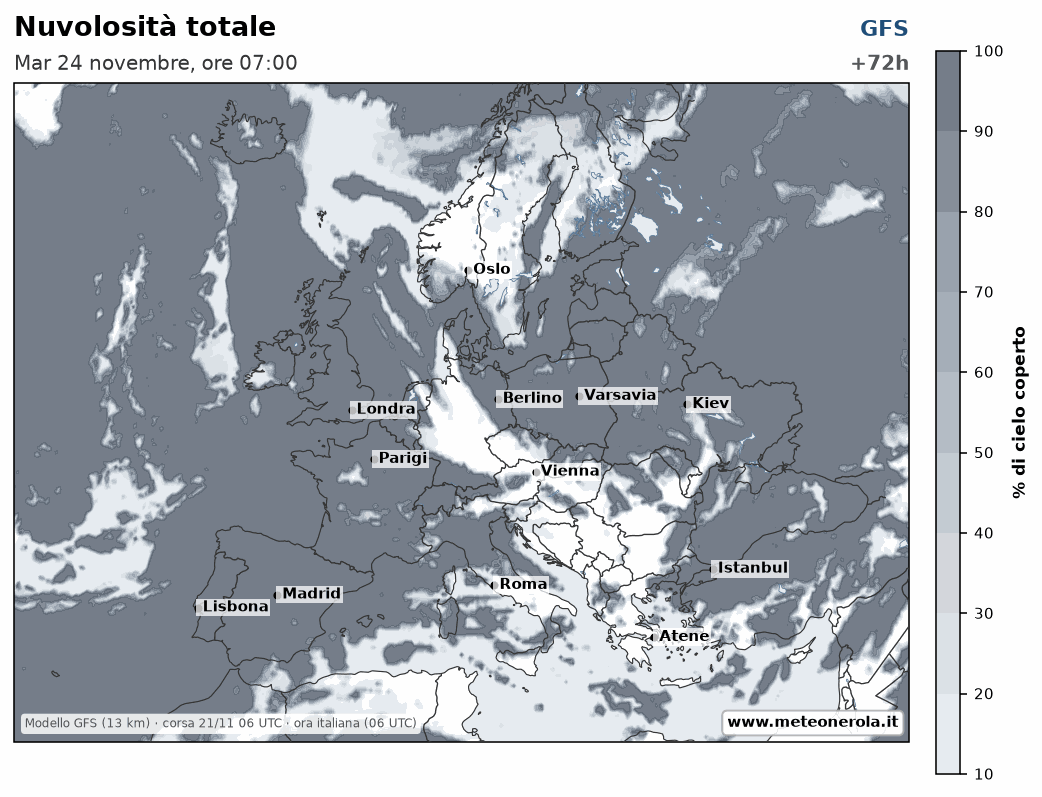 Nuvolosità totale
GFS
Mar 24 novembre, ore 07:00
+72h
100
90
80
70
60
50
40
30
20
10
% di cielo coperto
Oslo
Berlino
Varsavia
Kiev
Londra
Parigi
Vienna
Istanbul
Roma
Madrid
Lisbona
Atene
Modello GFS (13 km) · corsa 21/11 06 UTC · ora italiana (06 UTC)
www.meteonerola.it